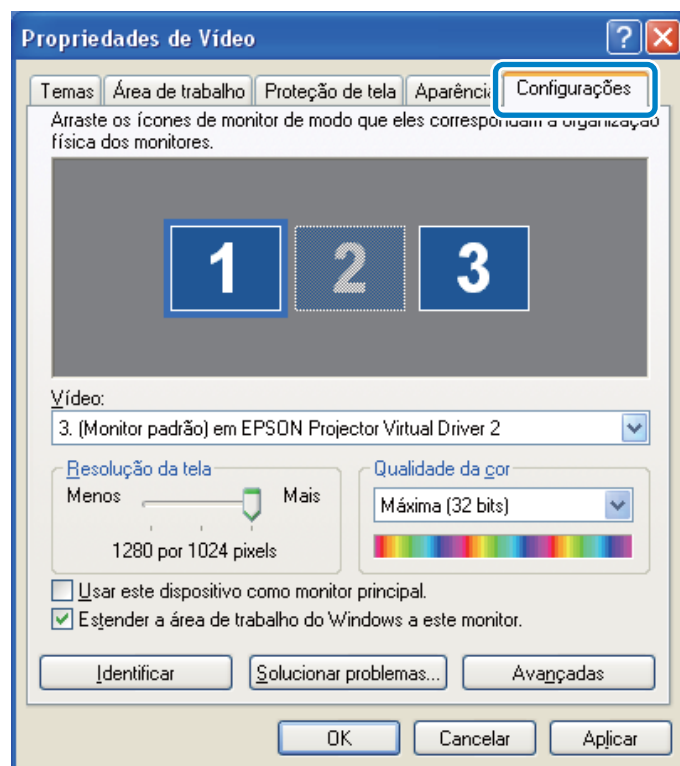 Propriedades de Vídeo
Temas Área de trabalho Proteção de tela Aparência Configurações
Arraste os ícones de monitor de modo que eles correspondam à organização
física dos monitores.
1 2 3
Vídeo:
3. (Monitor padrão) em EPSON Projector Virtual Driver 2
Resolução da tela Qualidade da cor
Menos Mais Máxima (32 bits)
1280 por 1024 pixels
Usar este dispositivo como monitor principal.
Estender a área de trabalho do Windows a este monitor.
Identificar Solucionar problemas... Avançadas
OK Cancelar Aplicar